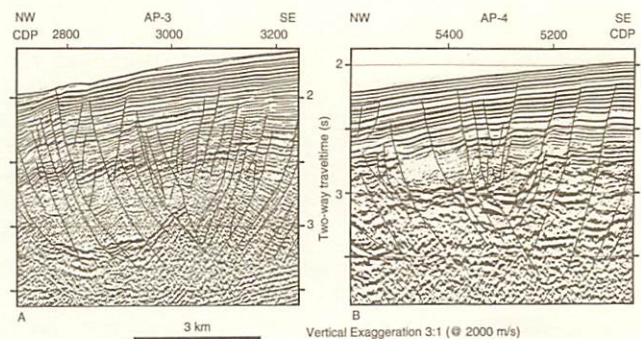 NW AP-3 SE
CDP 2800 3000 3200
2
3
A
3 km
Two-way traveltime (s)
NW AP-4 SE
5400 5200 CDP
2
3
B
Vertical Exaggeration 3:1 (@ 2000 m/s)